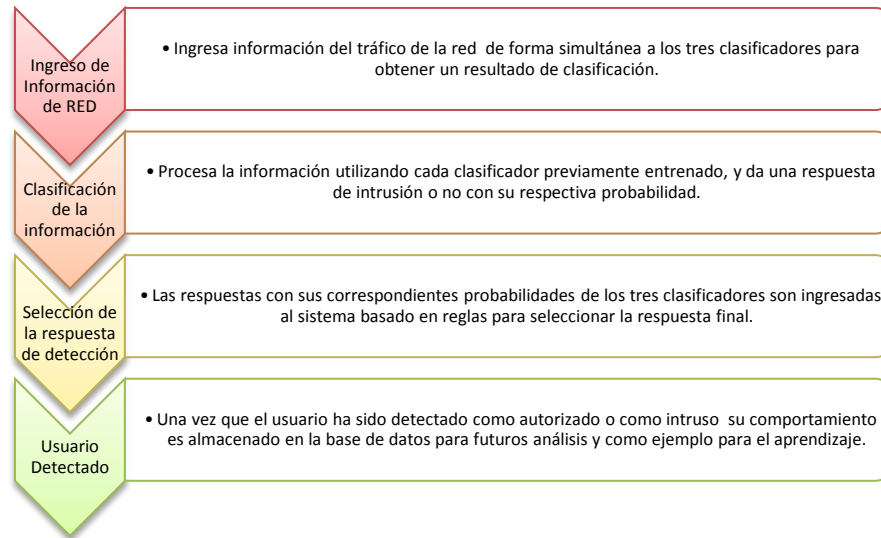 Ingreso de
Información
de RED
• Ingresa información del tráfico de la red de forma simultánea a los tres clasificadores para
obtener un resultado de clasificación.
Clasificación
de la
información
• Procesa la información utilizando cada clasificador previamente entrenado, y da una respuesta
de intrusión o no con su respectiva probabilidad.
Selección de
la respuesta
de detección
• Las respuestas con sus correspondientes probabilidades de los tres clasificadores son ingresadas
al sistema basado en reglas para seleccionar la respuesta final.
Usuario
Detectado
• Una vez que el usuario ha sido detectado como autorizado o como intruso su comportamiento
es almacenado en la base de datos para futuros análisis y como ejemplo para el aprendizaje.